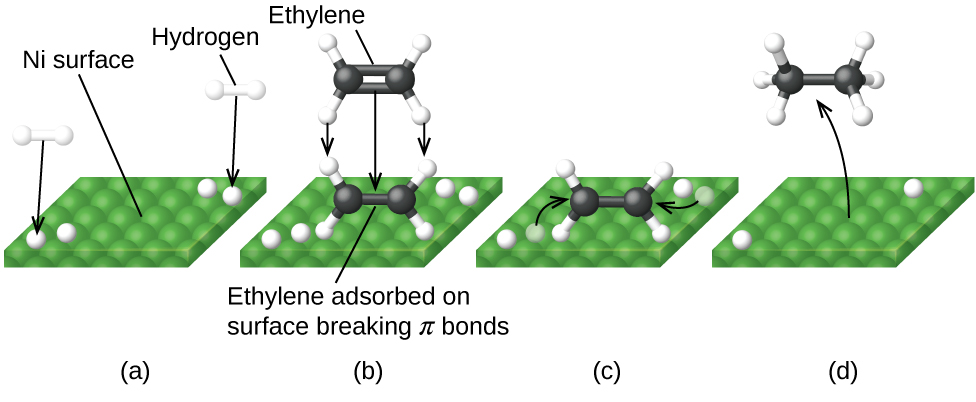 Ethylene
Hydrogen
Ni surface
Ethylene adsorbed on
surface breaking π bonds
(a)
(b)
(c)
(d)